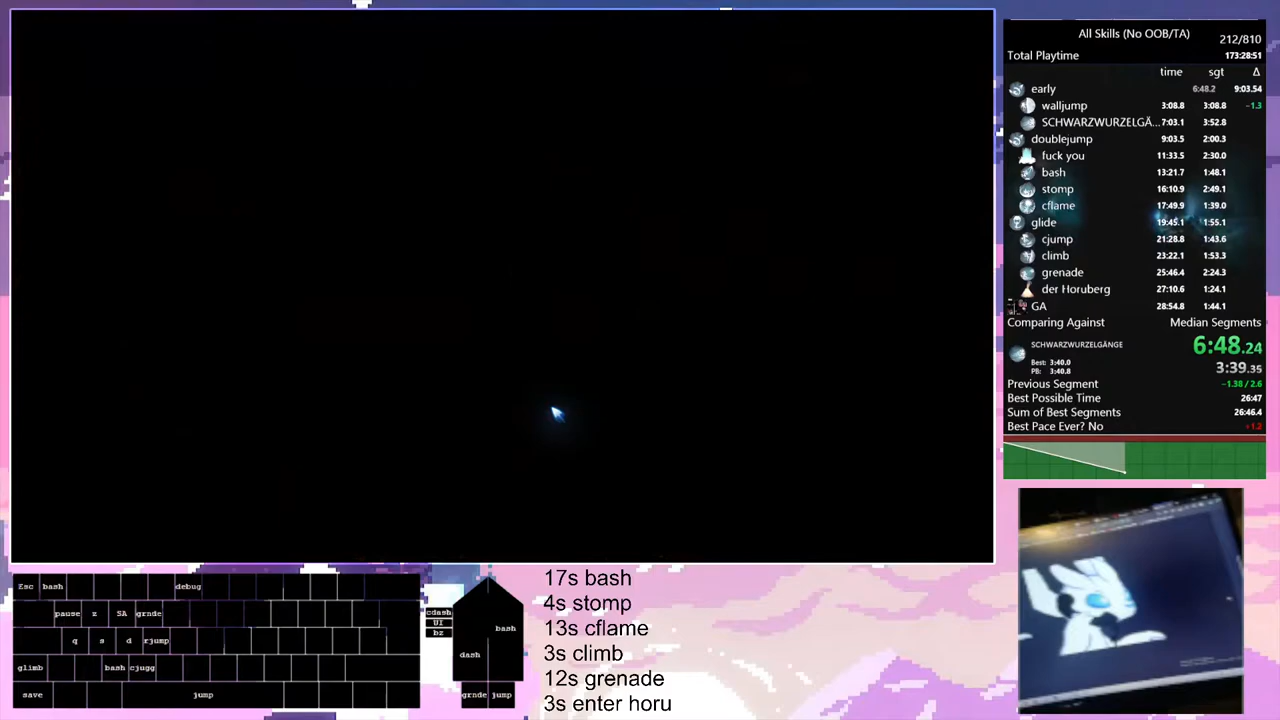 All Skills (No OOB/TA)
212/810
Total Playtime 173:28:51
time sgt Δ
early 6:48.2 9:03.54
walljump 3:08.8 3:08.8 −1.3
SCHWARZWURZELGÄ... 7:03.1 3:52.8
doublejump 9:03.5 2:00.3
fuck you 11:33.5 2:30.0
bash 13:21.7 1:48.1
stomp 16:10.9 2:49.1
cflame 17:49.9 1:39.0
glide 19:45.1 1:55.1
cjump 21:28.8 1:43.6
climb 23:22.1 1:53.3
grenade 25:46.4 2:24.3
der Horuberg 27:10.6 1:24.1
GA 28:54.8 1:44.1
Comparing Against Median Segments
SCHWARZWURZELGÄNGE 6:48.24
Best: 3:40.0
PB: 3:40.8
3:39.35
Previous Segment −1.38 / 2.6
Best Possible Time 26:47
Sum of Best Segments 26:46.4
Best Pace Ever? No +1.2
Esc bash debug
pause z SA grnde
q s d rjump
glimb bash cjugg
save jump
cdash
UI
bz
bash
dash
grnde jump
17s bash
4s stomp
13s cflame
3s climb
12s grenade
3s enter horu